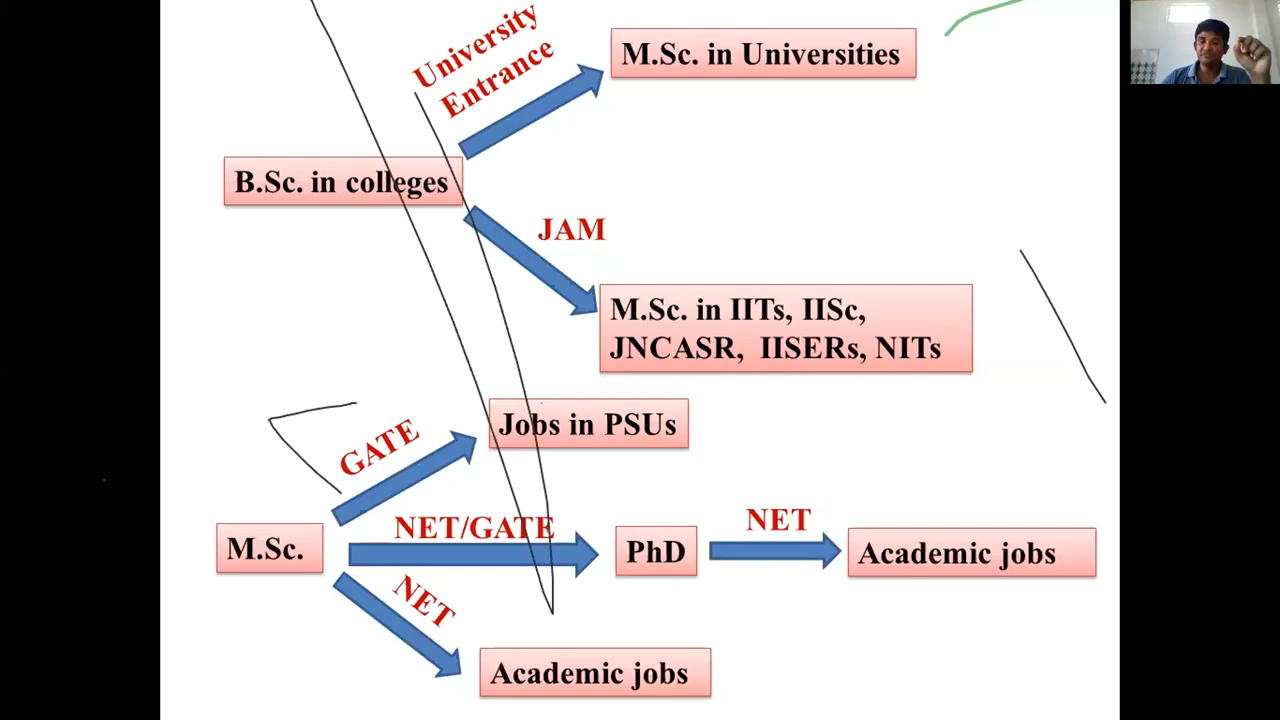 University
Entrance
M.Sc. in Universities
B.Sc. in colleges
JAM
M.Sc. in IITs, IISc,
JNCASR, IISERs, NITs
GATE
Jobs in PSUs
M.Sc.
NET/GATE
PhD
NET
Academic jobs
NET
Academic jobs